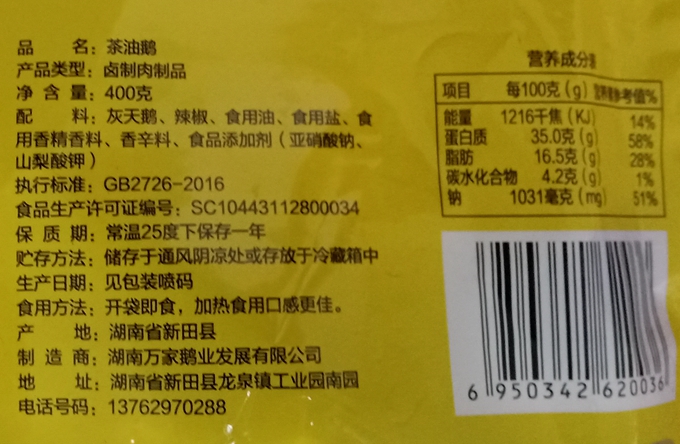 品 名：茶油鹅
产品类型：卤制肉制品
净 含 量：400克
配 料：灰天鹅、辣椒、食用油、食用盐、食
用香精香料、香辛料、食品添加剂（亚硝酸钠、
山梨酸钾）
执行标准：GB2726-2016
食品生产许可证编号：SC10443112800034
保 质 期：常温25度下保存一年
贮存方法：储存于通风阴凉处或存放于冷藏箱中
生产日期：见包装喷码
食用方法：开袋即食，加热食用口感更佳。
产 地：湖南省新田县
制 造 商：湖南万家鹅业发展有限公司
地 址：湖南省新田县龙泉镇工业园南园
电话号码：13762970288
营养成分
项目 每100克（g） 参考值%
能量 1216千焦（KJ） 14%
蛋白质 35.0克（g） 58%
脂肪 16.5克（g） 28%
碳水化合物 4.2克（g） 1%
钠 1031毫克（mg） 51%
6 950342 620036